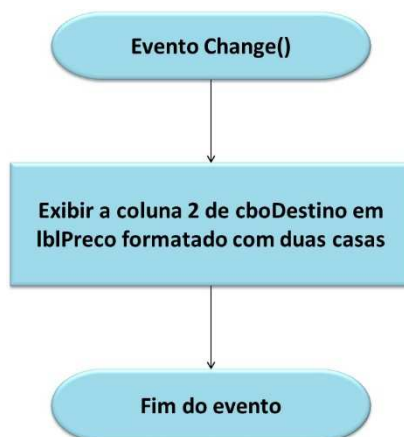 Evento Change()
Exibir a coluna 2 de cboDestino em
lblPreco formatado com duas casas
Fim do evento